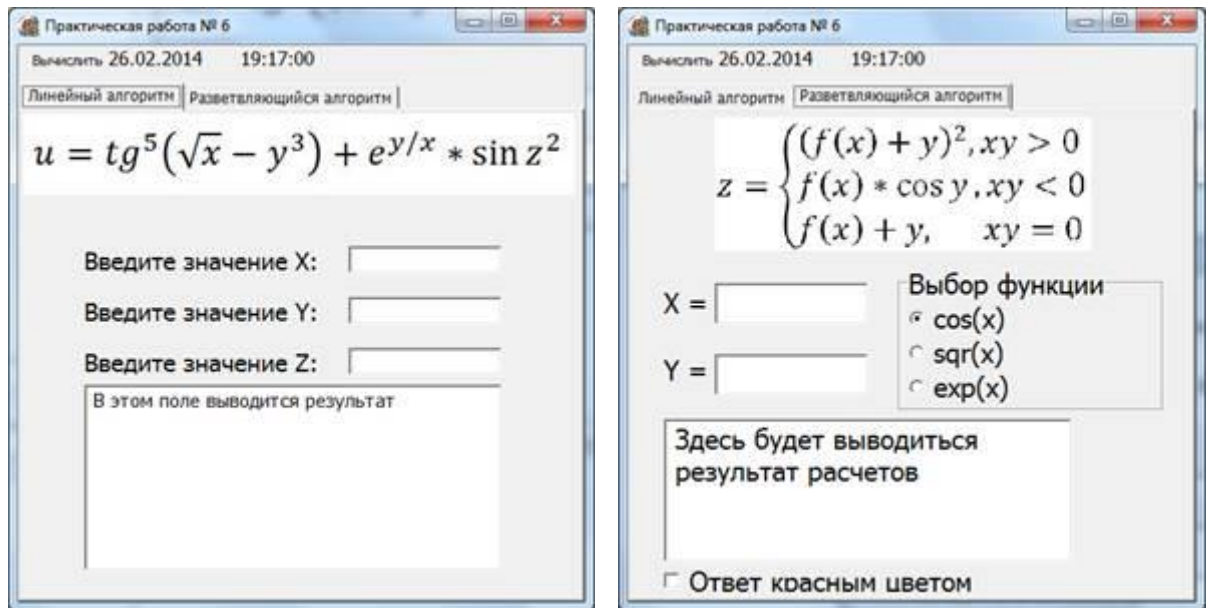 Практическая работа № 6
Вычислить 26.02.2014 19:17:00
Линейный алгоритм Разветвляющийся алгоритм
u = tg⁵(√x − y³) + e^{y/x} * sin z²
Введите значение X:
Введите значение Y:
Введите значение Z:
В этом поле выводится результат
Практическая работа № 6
Вычислить 26.02.2014 19:17:00
Линейный алгоритм Разветвляющийся алгоритм
(f(x) + y)², xy > 0
z = { f(x) * cos y , xy < 0
f(x) + y, xy = 0
X =
Y =
Выбор функции
cos(x)
sqr(x)
exp(x)
Здесь будет выводиться
результат расчетов
Ответ красным цветом